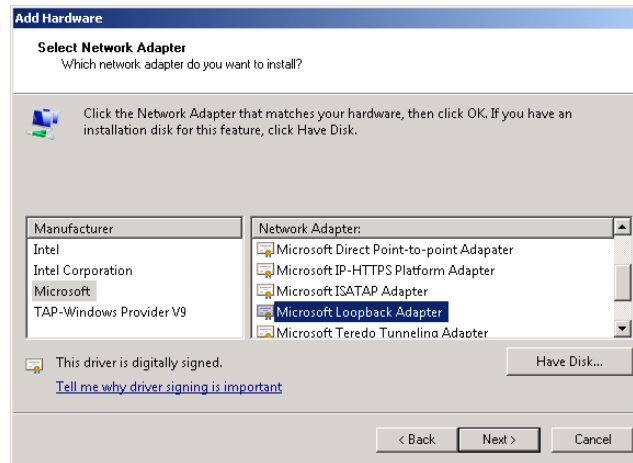 Add Hardware
Select Network Adapter
Which network adapter do you want to install?
Click the Network Adapter that matches your hardware, then click OK. If you have an
installation disk for this feature, click Have Disk.
Manufacturer
Intel
Intel Corporation
Microsoft
TAP-Windows Provider V9
Network Adapter:
Microsoft Direct Point-to-point Adapater
Microsoft IP-HTTPS Platform Adapter
Microsoft ISATAP Adapter
Microsoft Loopback Adapter
Microsoft Teredo Tunneling Adapter
This driver is digitally signed.
Tell me why driver signing is important
Have Disk...
< Back
Next >
Cancel